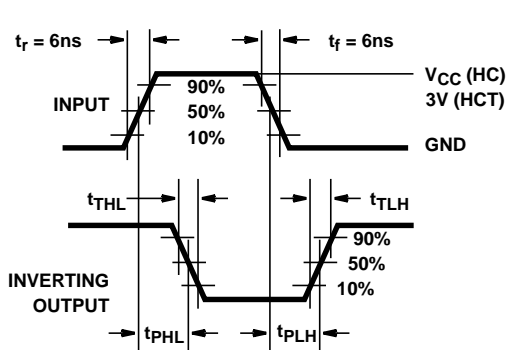 tr = 6ns
tf = 6ns
VCC (HC)
3V (HCT)
INPUT
90%
50%
10%
GND
tTHL
tTLH
90%
50%
10%
INVERTING
OUTPUT
tPHL
tPLH